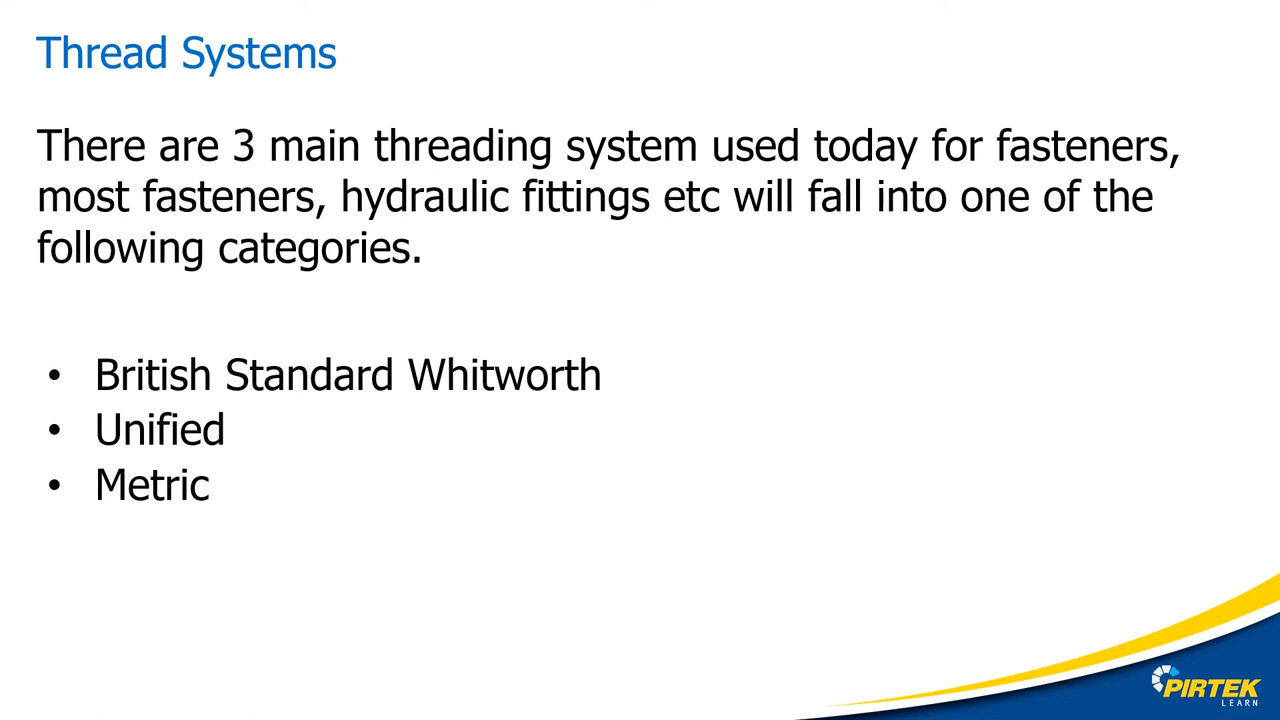 Thread Systems
There are 3 main threading system used today for fasteners,
most fasteners, hydraulic fittings etc will fall into one of the
following categories.
• British Standard Whitworth
• Unified
• Metric
PIRTEK
LEARN